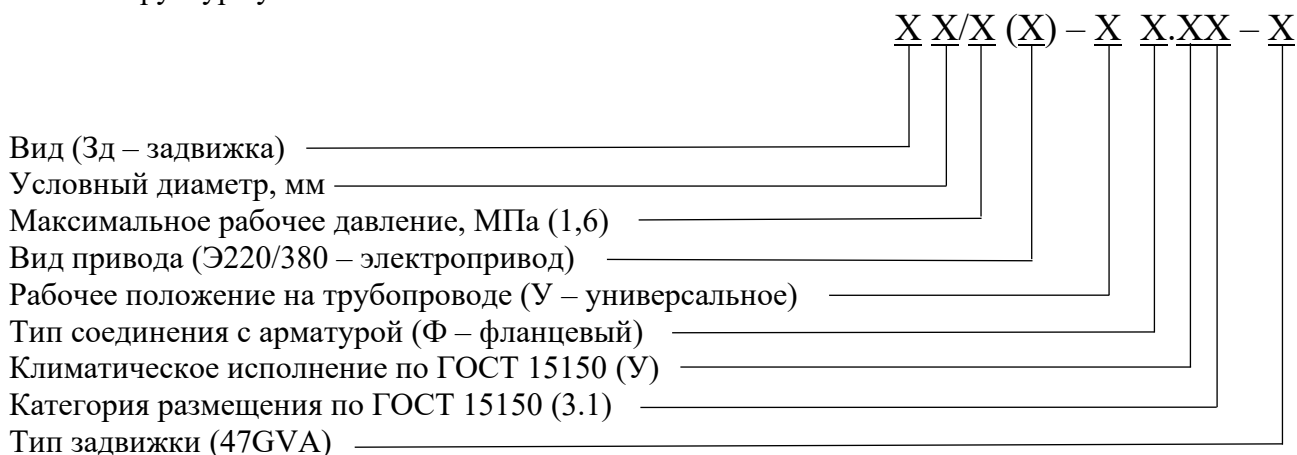 Х Х/Х (Х) – Х Х.ХХ – Х
Вид (Зд – задвижка)
Условный диаметр, мм
Максимальное рабочее давление, МПа (1,6)
Вид привода (Э220/380 – электропривод)
Рабочее положение на трубопроводе (У – универсальное)
Тип соединения с арматурой (Ф – фланцевый)
Климатическое исполнение по ГОСТ 15150 (У)
Категория размещения по ГОСТ 15150 (3.1)
Тип задвижки (47GVA)